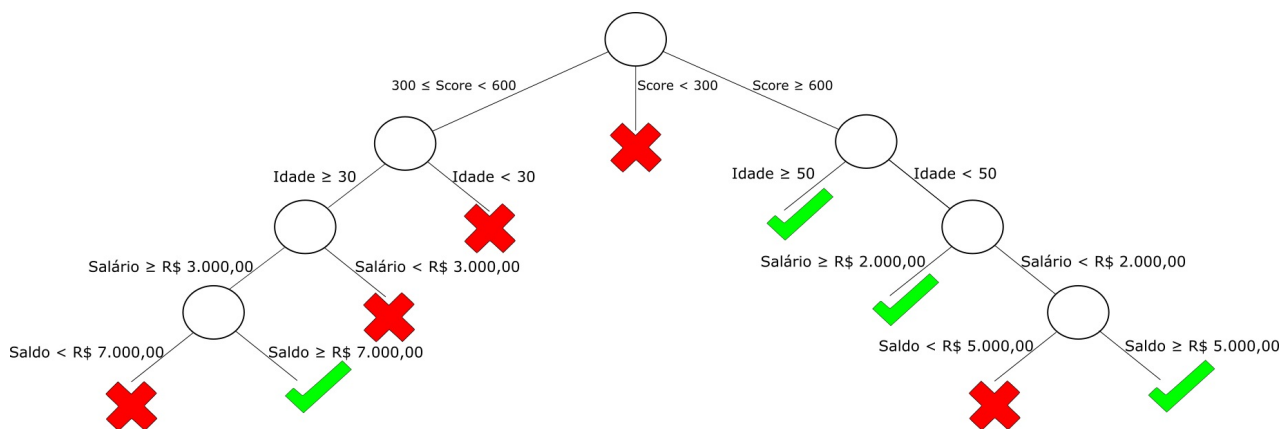 300 ≤ Score < 600
Score < 300
Score ≥ 600
Idade ≥ 30
Idade < 30
Idade ≥ 50
Idade < 50
Salário ≥ R$ 3.000,00
Salário < R$ 3.000,00
Salário ≥ R$ 2.000,00
Salário < R$ 2.000,00
Saldo < R$ 7.000,00
Saldo ≥ R$ 7.000,00
Saldo < R$ 5.000,00
Saldo ≥ R$ 5.000,00